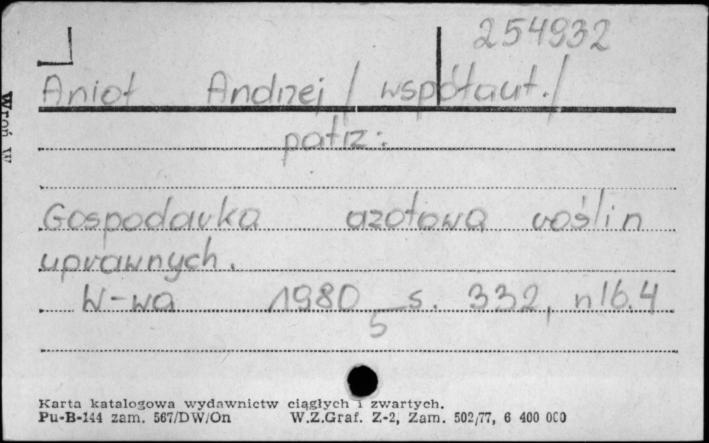 254932
Anioł Andrzej / współaut./
patrz:
Gospodarka azotowa roślin
uprawnych.
W-wa 1980 s. 332, nlb. 4
5
Karta katalogowa wydawnictw ciągłych i zwartych.
Pu-B-144 zam. 567/DW/On W.Z.Graf. Z-2, Zam. 502/77, 6 400 000